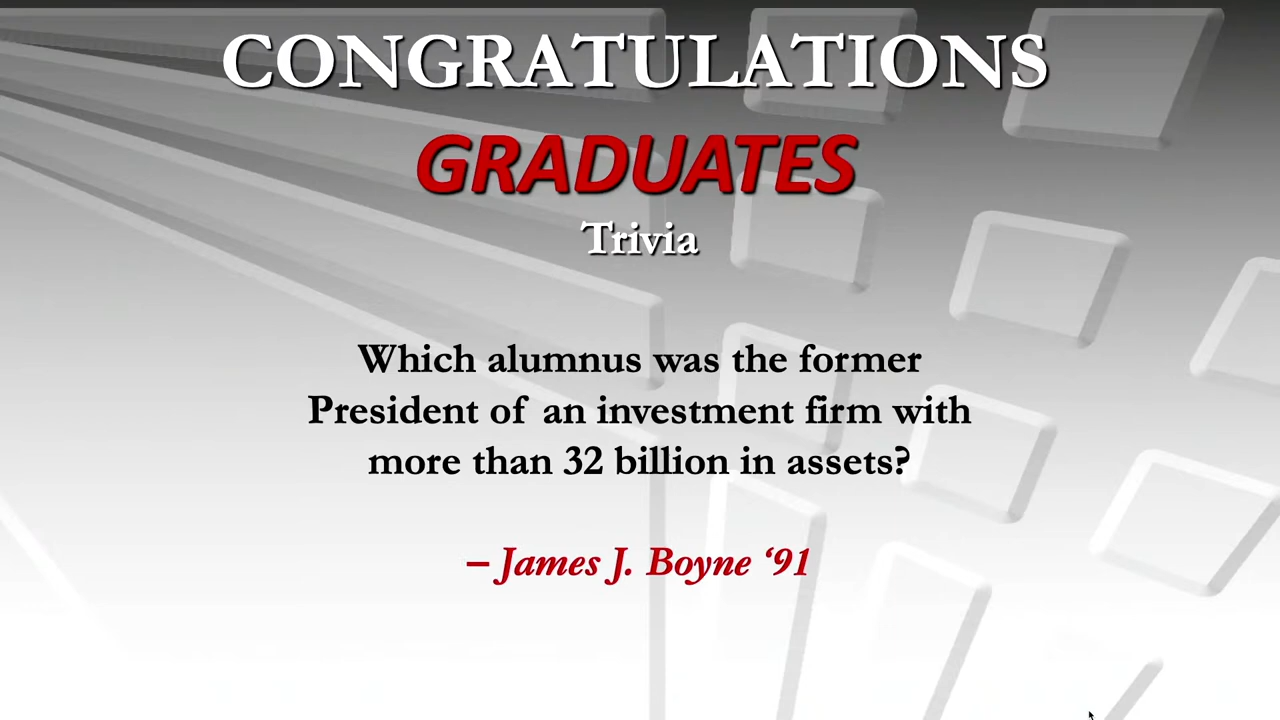 CONGRATULATIONS
GRADUATES
Trivia
Which alumnus was the former
President of an investment firm with
more than 32 billion in assets?
– James J. Boyne ‘91